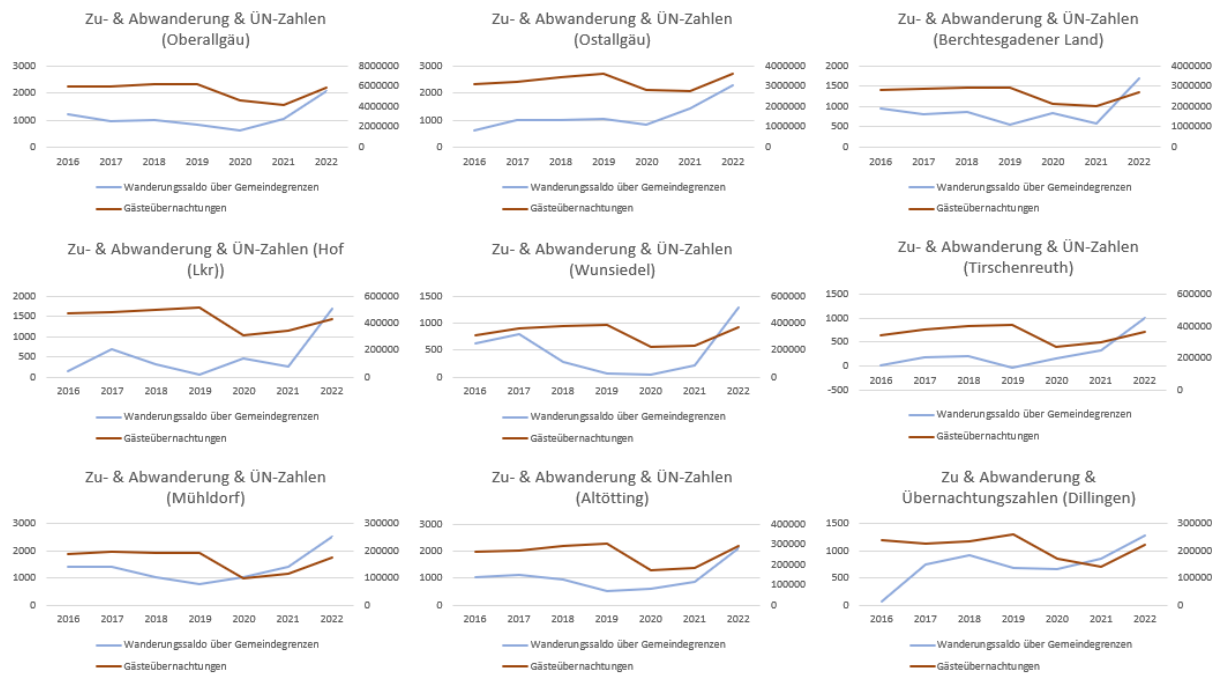 Zu- & Abwanderung & ÜN-Zahlen
(Oberallgäu)
3000
2000
1000
0
8000000
6000000
4000000
2000000
0
2016 2017 2018 2019 2020 2021 2022
Wanderungssaldo über Gemeindegrenzen
Gästeübernachtungen
Zu- & Abwanderung & ÜN-Zahlen
(Ostallgäu)
3000
2000
1000
0
4000000
3000000
2000000
1000000
0
2016 2017 2018 2019 2020 2021 2022
Wanderungssaldo über Gemeindegrenzen
Gästeübernachtungen
Zu- & Abwanderung & ÜN-Zahlen
(Berchtesgadener Land)
2000
1500
1000
500
0
4000000
3000000
2000000
1000000
0
2016 2017 2018 2019 2020 2021 2022
Wanderungssaldo über Gemeindegrenzen
Gästeübernachtungen
Zu- & Abwanderung & ÜN-Zahlen (Hof
(Lkr))
2000
1500
1000
500
0
600000
400000
200000
0
2016 2017 2018 2019 2020 2021 2022
Wanderungssaldo über Gemeindegrenzen
Gästeübernachtungen
Zu- & Abwanderung & ÜN-Zahlen
(Wunsiedel)
1500
1000
500
0
600000
400000
200000
0
2016 2017 2018 2019 2020 2021 2022
Wanderungssaldo über Gemeindegrenzen
Gästeübernachtungen
Zu- & Abwanderung & ÜN-Zahlen
(Tirschenreuth)
1500
1000
500
0
-500
600000
400000
200000
0
2016 2017 2018 2019 2020 2021 2022
Wanderungssaldo über Gemeindegrenzen
Gästeübernachtungen
Zu- & Abwanderung & ÜN-Zahlen
(Mühldorf)
3000
2000
1000
0
300000
200000
100000
0
2016 2017 2018 2019 2020 2021 2022
Wanderungssaldo über Gemeindegrenzen
Gästeübernachtungen
Zu- & Abwanderung & ÜN-Zahlen
(Altötting)
3000
2000
1000
0
400000
300000
200000
100000
0
2016 2017 2018 2019 2020 2021 2022
Wanderungssaldo über Gemeindegrenzen
Gästeübernachtungen
Zu & Abwanderung &
Übernachtungszahlen (Dillingen)
1500
1000
500
0
300000
200000
100000
0
2016 2017 2018 2019 2020 2021 2022
Wanderungssaldo über Gemeindegrenzen
Gästeübernachtungen